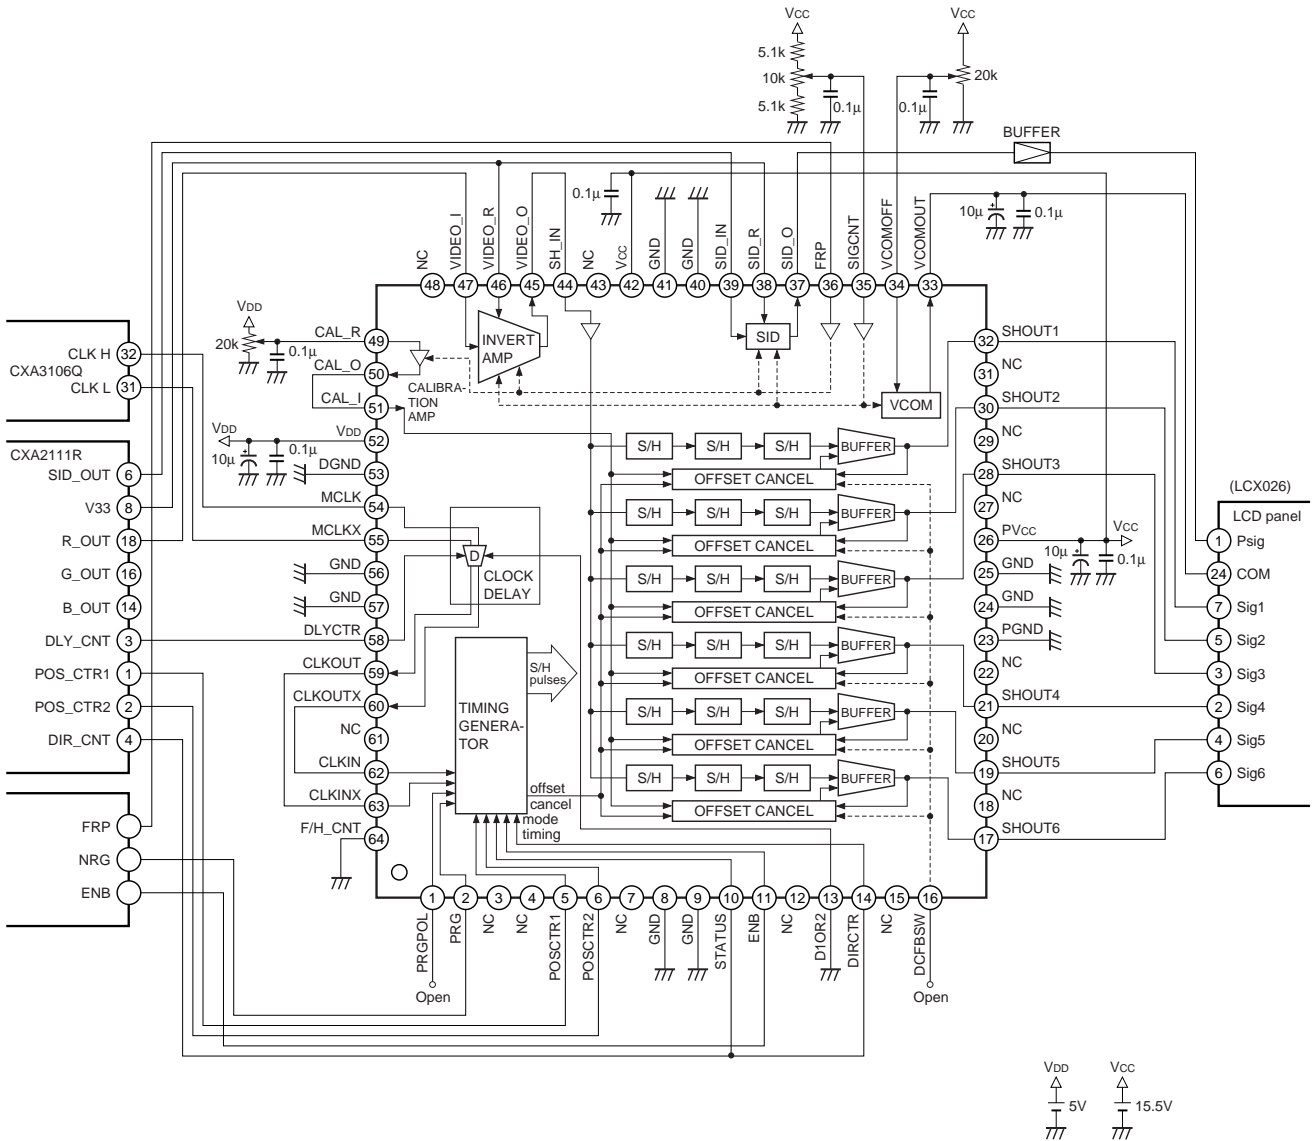 VCC
5.1k
10k
5.1k
0.1μ
VCC
20k
0.1μ
BUFFER
0.1μ
10μ
0.1μ
NC
VIDEO_I
VIDEO_R
VIDEO_O
SH_IN
NC
VCC
GND
GND
SID_IN
SID_R
SID_O
FRP
SIGCNT
VCOMOFF
VCOMOUT
48
47
46
45
44
43
42
41
40
39
38
37
36
35
34
33
CLK H
32
CXA3106Q
CLK L
31
CXA2111R
SID_OUT
6
V33
8
R_OUT
18
G_OUT
16
B_OUT
14
DLY_CNT
3
POS_CTR1
1
POS_CTR2
2
DIR_CNT
4
FRP
NRG
ENB
VDD
20k
0.1μ
VDD
10μ
0.1μ
CAL_R
49
CAL_O
50
CAL_I
51
VDD
52
DGND
53
MCLK
54
MCLKX
55
GND
56
GND
57
DLYCTR
58
CLKOUT
59
CLKOUTX
60
NC
61
CLKIN
62
CLKINX
63
F/H_CNT
64
CALIBRA-
TION
AMP
INVERT
AMP
SID
VCOM
D
CLOCK
DELAY
TIMING
GENERA-
TOR
S/H
pulses
offset
cancel
mode
timing
S/H
S/H
S/H
BUFFER
OFFSET CANCEL
S/H
S/H
S/H
BUFFER
OFFSET CANCEL
S/H
S/H
S/H
BUFFER
OFFSET CANCEL
S/H
S/H
S/H
BUFFER
OFFSET CANCEL
S/H
S/H
S/H
BUFFER
OFFSET CANCEL
S/H
S/H
S/H
BUFFER
OFFSET CANCEL
32
SHOUT1
31
NC
30
SHOUT2
29
NC
28
SHOUT3
27
NC
26
PVCC
25
GND
24
GND
23
PGND
22
NC
21
SHOUT4
20
NC
19
SHOUT5
18
NC
17
SHOUT6
VCC
10μ
0.1μ
(LCX026)
LCD panel
1
Psig
24
COM
7
Sig1
5
Sig2
3
Sig3
2
Sig4
4
Sig5
6
Sig6
1
2
3
4
5
6
7
8
9
10
11
12
13
14
15
16
PRGPOL
PRG
NC
NC
POSCTR1
POSCTR2
NC
GND
GND
STATUS
ENB
NC
D1OR2
DIRCTR
NC
DCFBSW
Open
Open
VDD
5V
VCC
15.5V